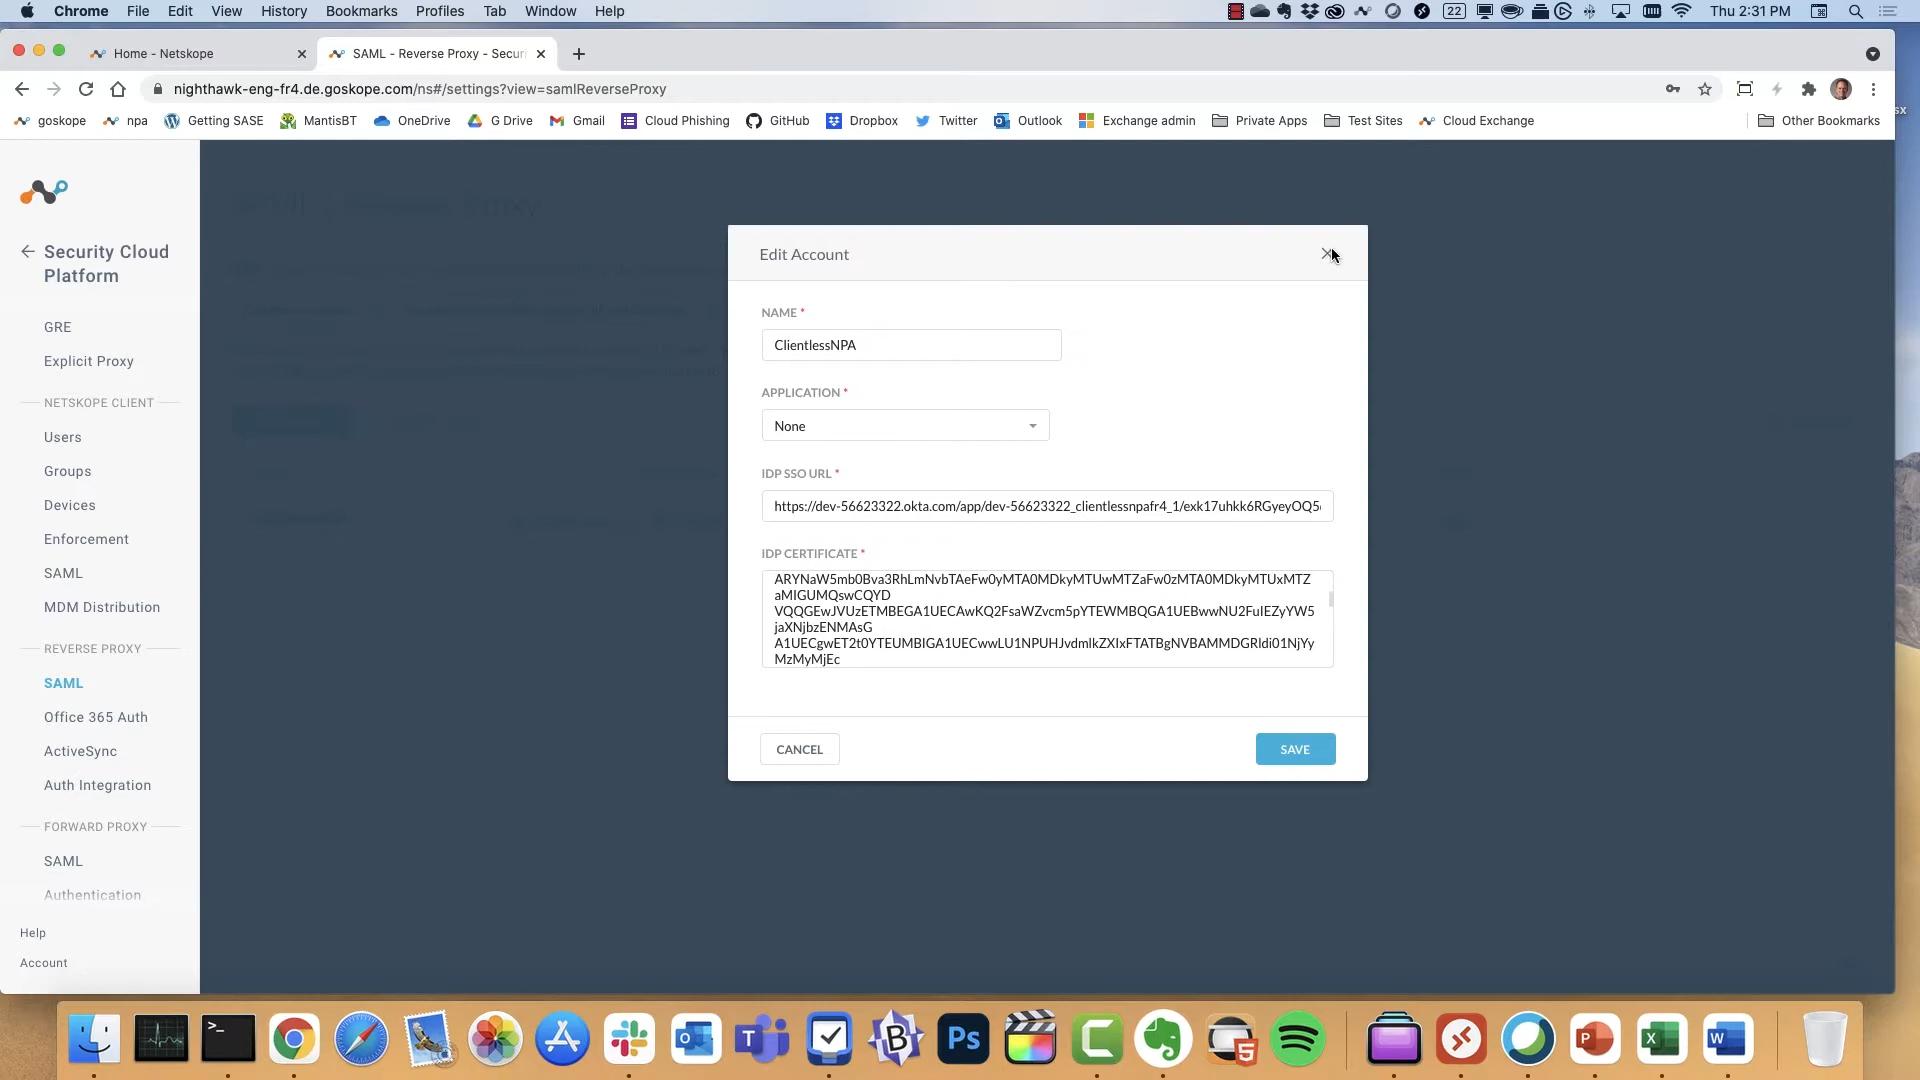 Chrome File Edit View History Bookmarks Profiles Tab Window Help
22
Thu 2:31 PM
Home - Netskope
SAML - Reverse Proxy - Secur
nighthawk-eng-fr4.de.goskope.com/ns#/settings?view=samlReverseProxy
goskope npa Getting SASE MantisBT OneDrive G Drive Gmail Cloud Phishing GitHub Dropbox Twitter Outlook Exchange admin Private Apps Test Sites Cloud Exchange Other Bookmarks
sx
Security Cloud
Platform
GRE
Explicit Proxy
NETSKOPE CLIENT
Users
Groups
Devices
Enforcement
SAML
MDM Distribution
REVERSE PROXY
SAML
Office 365 Auth
ActiveSync
Auth Integration
FORWARD PROXY
SAML
Authentication
Help
Account
Edit Account
NAME *
ClientlessNPA
APPLICATION *
None
IDP SSO URL *
https://dev-56623322.okta.com/app/dev-56623322_clientlessnpafr4_1/exk17uhkk6RGyeyOQ5
IDP CERTIFICATE *
ARYNaW5mb0Bva3RhLmNvbTAeFw0yMTA0MDkyMTUwMTZaFw0zMTA0MDkyMTUxMTZ
aMIGUMQswCQYD
VQQGEwJVUzETMBEGA1UECAwKQ2FsaWZvcm5pYTEWMBQGA1UEBwwNU2FuIEZyYW5
jaXNjbzENMAsG
A1UECgwET2t0YTEUMBIGA1UECwwLU1NPUHJvdmlkZXIxFTATBgNVBAMMDGRldi01NjYy
MzMyMjEc
CANCEL
SAVE